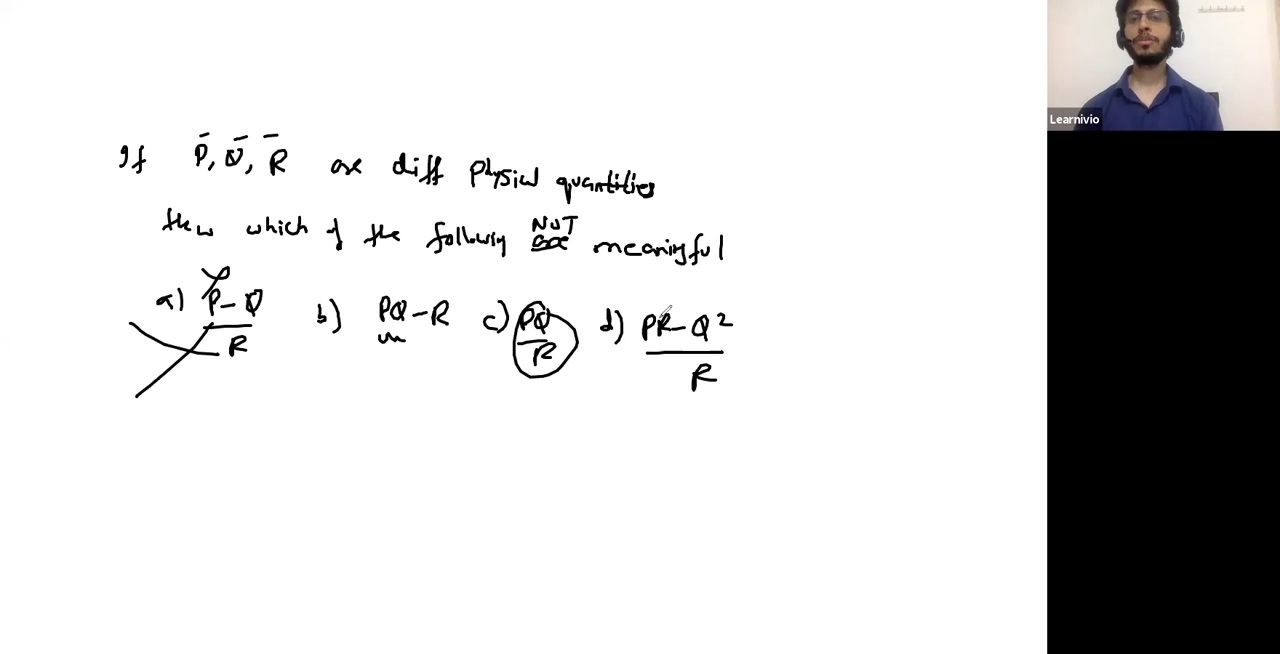 If P̄, Q̄, R̄ are diff physical quantities
then which of the following NOT are meaningful
a) P-Q/R b) PQ-R c) PQ/R d) PR-Q²/R
Learnivio